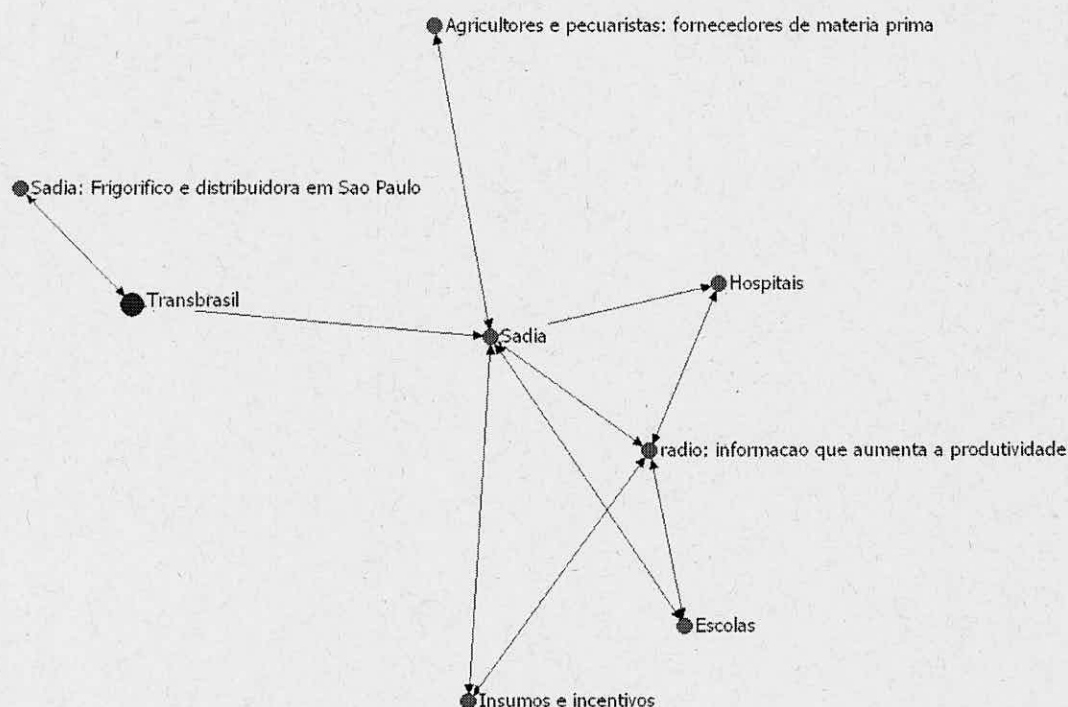 Agricultores e pecuaristas: fornecedores de materia prima
Sadia: Frigorifico e distribuidora em Sao Paulo
Hospitais
Transbrasil
Sadia
radio: informacao que aumenta a produtividade
Escolas
Insumos e incentivos